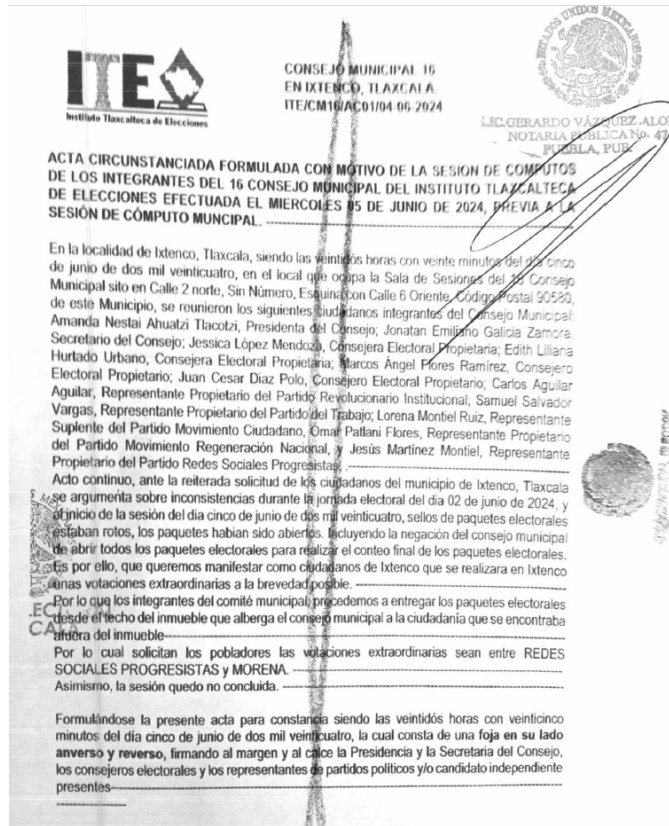 ITE
Instituto Tlaxcalteca de Elecciones
CONSEJO MUNICIPAL 16
EN IXTENCO, TLAXCALA.
ITE/CM16/AC01/04-06-2024
ESTADOS UNIDOS MEXICANOS
LIC. GERARDO VÁZQUEZ ALO
NOTARIA PUBLICA No. 47
PUEBLA, PUE.
ACTA CIRCUNSTANCIADA FORMULADA CON MOTIVO DE LA SESION DE COMPUTOS
DE LOS INTEGRANTES DEL 16 CONSEJO MUNICIPAL DEL INSTITUTO TLAXCALTECA
DE ELECCIONES EFECTUADA EL MIERCOLES 05 DE JUNIO DE 2024, PREVIA A LA
SESIÓN DE CÓMPUTO MUNCIPAL.
En la localidad de Ixtenco, Tlaxcala, siendo las veintidós horas con veinte minutos del día cinco
de junio de dos mil veinticuatro, en el local que ocupa la Sala de Sesiones del 16 Consejo
Municipal sito en Calle 2 norte, Sin Número, Esquina con Calle 6 Oriente, Código Postal 90580,
de este Municipio, se reunieron los siguientes ciudadanos integrantes del Consejo Municipal:
Amanda Nestai Ahuatzi Tlacotzi, Presidenta del Consejo; Jonatan Emiliano Galicia Zamora.
Secretario del Consejo; Jessica López Mendoza, Consejera Electoral Propietaria; Edith Liliana
Hurtado Urbano, Consejera Electoral Propietaria; Marcos Ángel Flores Ramírez, Consejero
Electoral Propietario; Juan Cesar Diaz Polo, Consejero Electoral Propietario; Carlos Aguilar
Aguilar, Representante Propietario del Partido Revolucionario Institucional; Samuel Salvador
Vargas, Representante Propietario del Partido del Trabajo; Lorena Montiel Ruiz, Representante
Suplente del Partido Movimiento Ciudadano, Omar Patlani Flores, Representante Propietario
del Partido Movimiento Regeneración Nacional, y Jesús Martínez Montiel, Representante
Propietario del Partido Redes Sociales Progresistas,
Acto continuo, ante la reiterada solicitud de los ciudadanos del municipio de Ixtenco, Tlaxcala
se argumenta sobre inconsistencias durante la jornada electoral del dia 02 de junio de 2024, y
al inicio de la sesión del dia cinco de junio de dos mil veinticuatro, sellos de paquetes electorales
estaban rotos, los paquetes habian sido abiertos. Incluyendo la negación del consejo municipal
de abrir todos los paquetes electorales para realizar el conteo final de los paquetes electorales.
Es por ello, que queremos manifestar como ciudadanos de Ixtenco que se realizara en Ixtenco
unas votaciones extraordinarias a la brevedad posible.
Por lo que los integrantes del comité municipal, procedemos a entregar los paquetes electorales
desde el techo del inmueble que alberga el consejo municipal a la ciudadanía que se encontraba
afuera del inmueble
Por lo cual solicitan los pobladores las votaciones extraordinarias sean entre REDES
SOCIALES PROGRESISTAS y MORENA.
Asimismo, la sesión quedo no concluida.
Formulándose la presente acta para constancia siendo las veintidós horas con veinticinco
minutos del día cinco de junio de dos mil veinticuatro, la cual consta de una foja en su lado
anverso y reverso, firmando al margen y al calce la Presidencia y la Secretaria del Consejo,
los consejeros electorales y los representantes de partidos políticos y/o candidato independiente
presentes